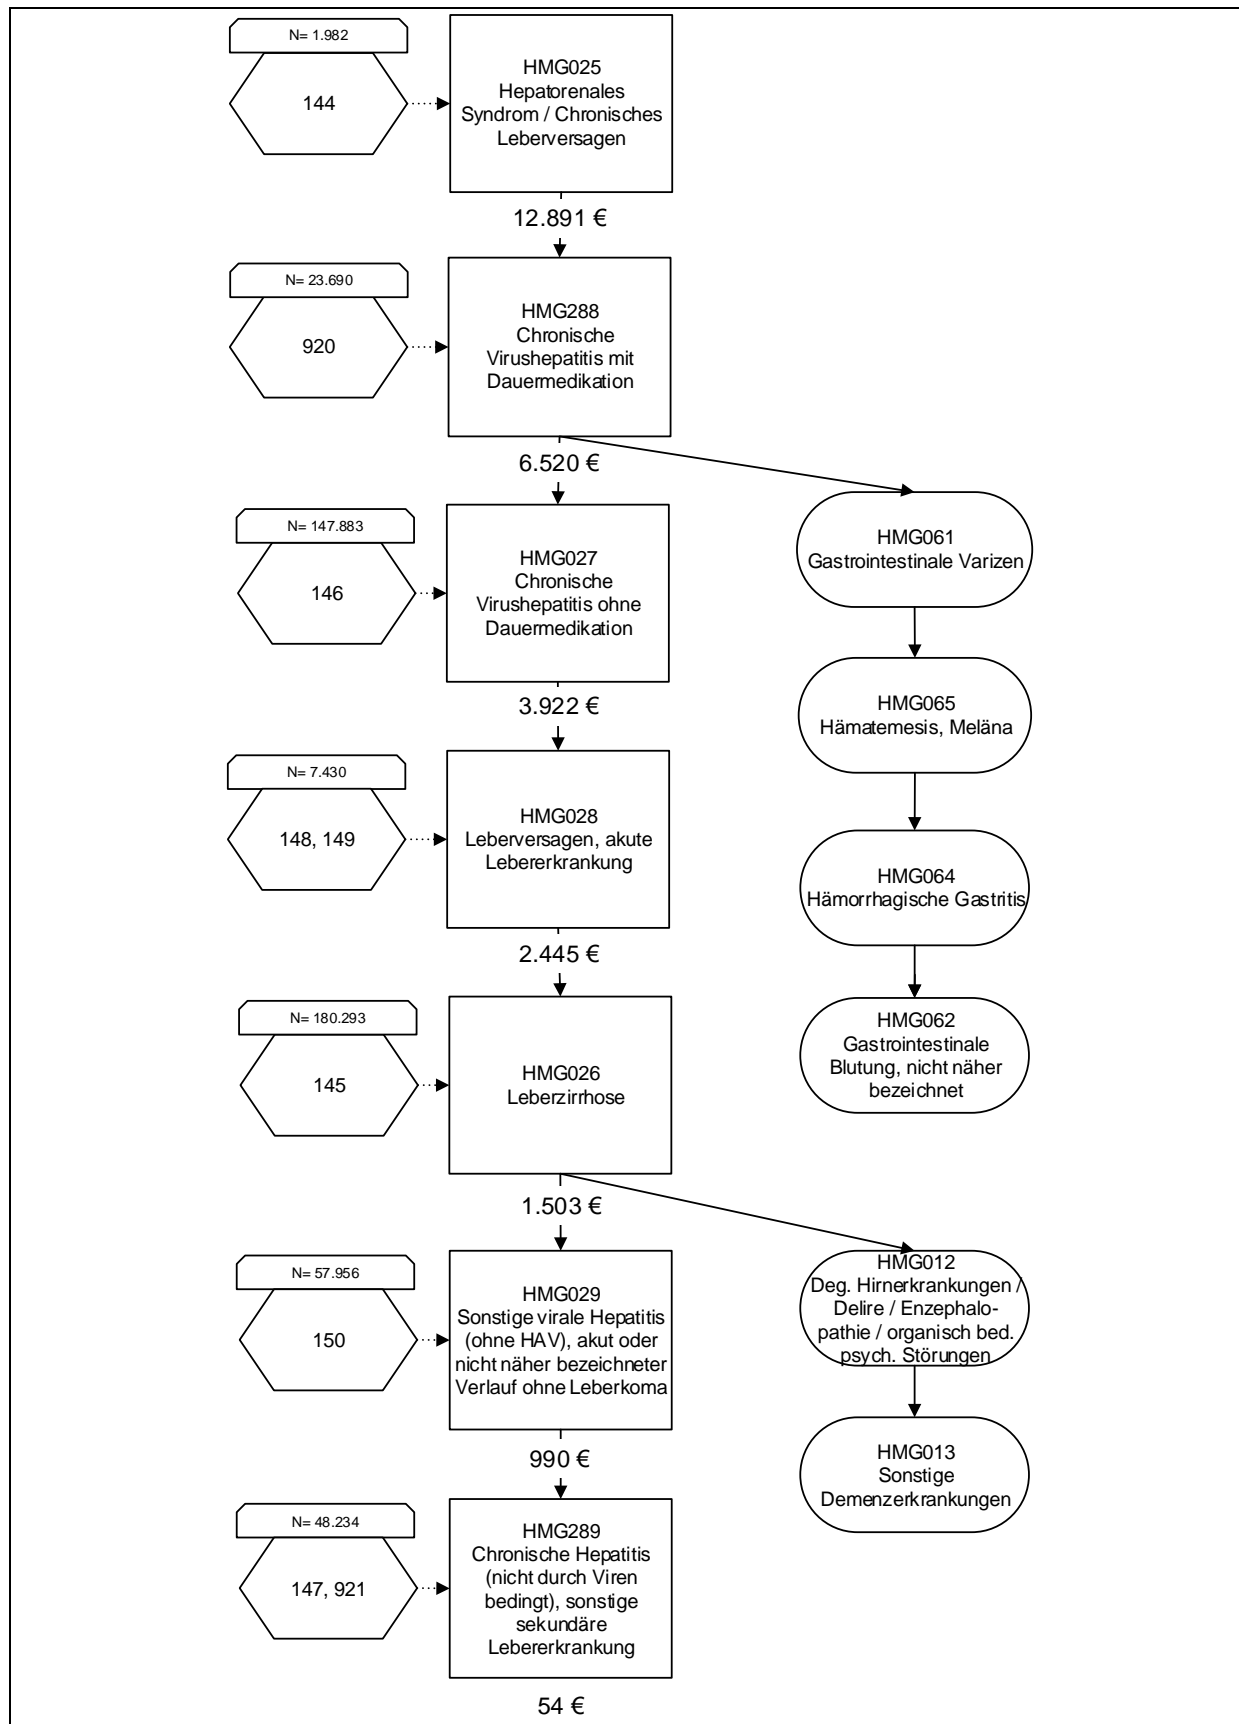 N= 1.982
144
HMG025
Hepatorenales
Syndrom / Chronisches
Leberversagen
12.891 €
N= 23.690
920
HMG288
Chronische
Virushepatitis mit
Dauermedikation
6.520 €
N= 147.883
146
HMG027
Chronische
Virushepatitis ohne
Dauermedikation
3.922 €
HMG061
Gastrointestinale Varizen
HMG065
Hämatemesis, Meläna
N= 7.430
148, 149
HMG028
Leberversagen, akute
Lebererkrankung
2.445 €
HMG064
Hämorrhagische Gastritis
HMG062
Gastrointestinale
Blutung, nicht näher
bezeichnet
N= 180.293
145
HMG026
Leberzirrhose
1.503 €
N= 57.956
150
HMG029
Sonstige virale Hepatitis
(ohne HAV), akut oder
nicht näher bezeichneter
Verlauf ohne Leberkoma
990 €
HMG012
Deg. Hirnerkrankungen /
Delire / Enzephalo-
pathie / organisch bed.
psych. Störungen
HMG013
Sonstige
Demenzerkrankungen
N= 48.234
147, 921
HMG289
Chronische Hepatitis
(nicht durch Viren
bedingt), sonstige
sekundäre
Lebererkrankung
54 €